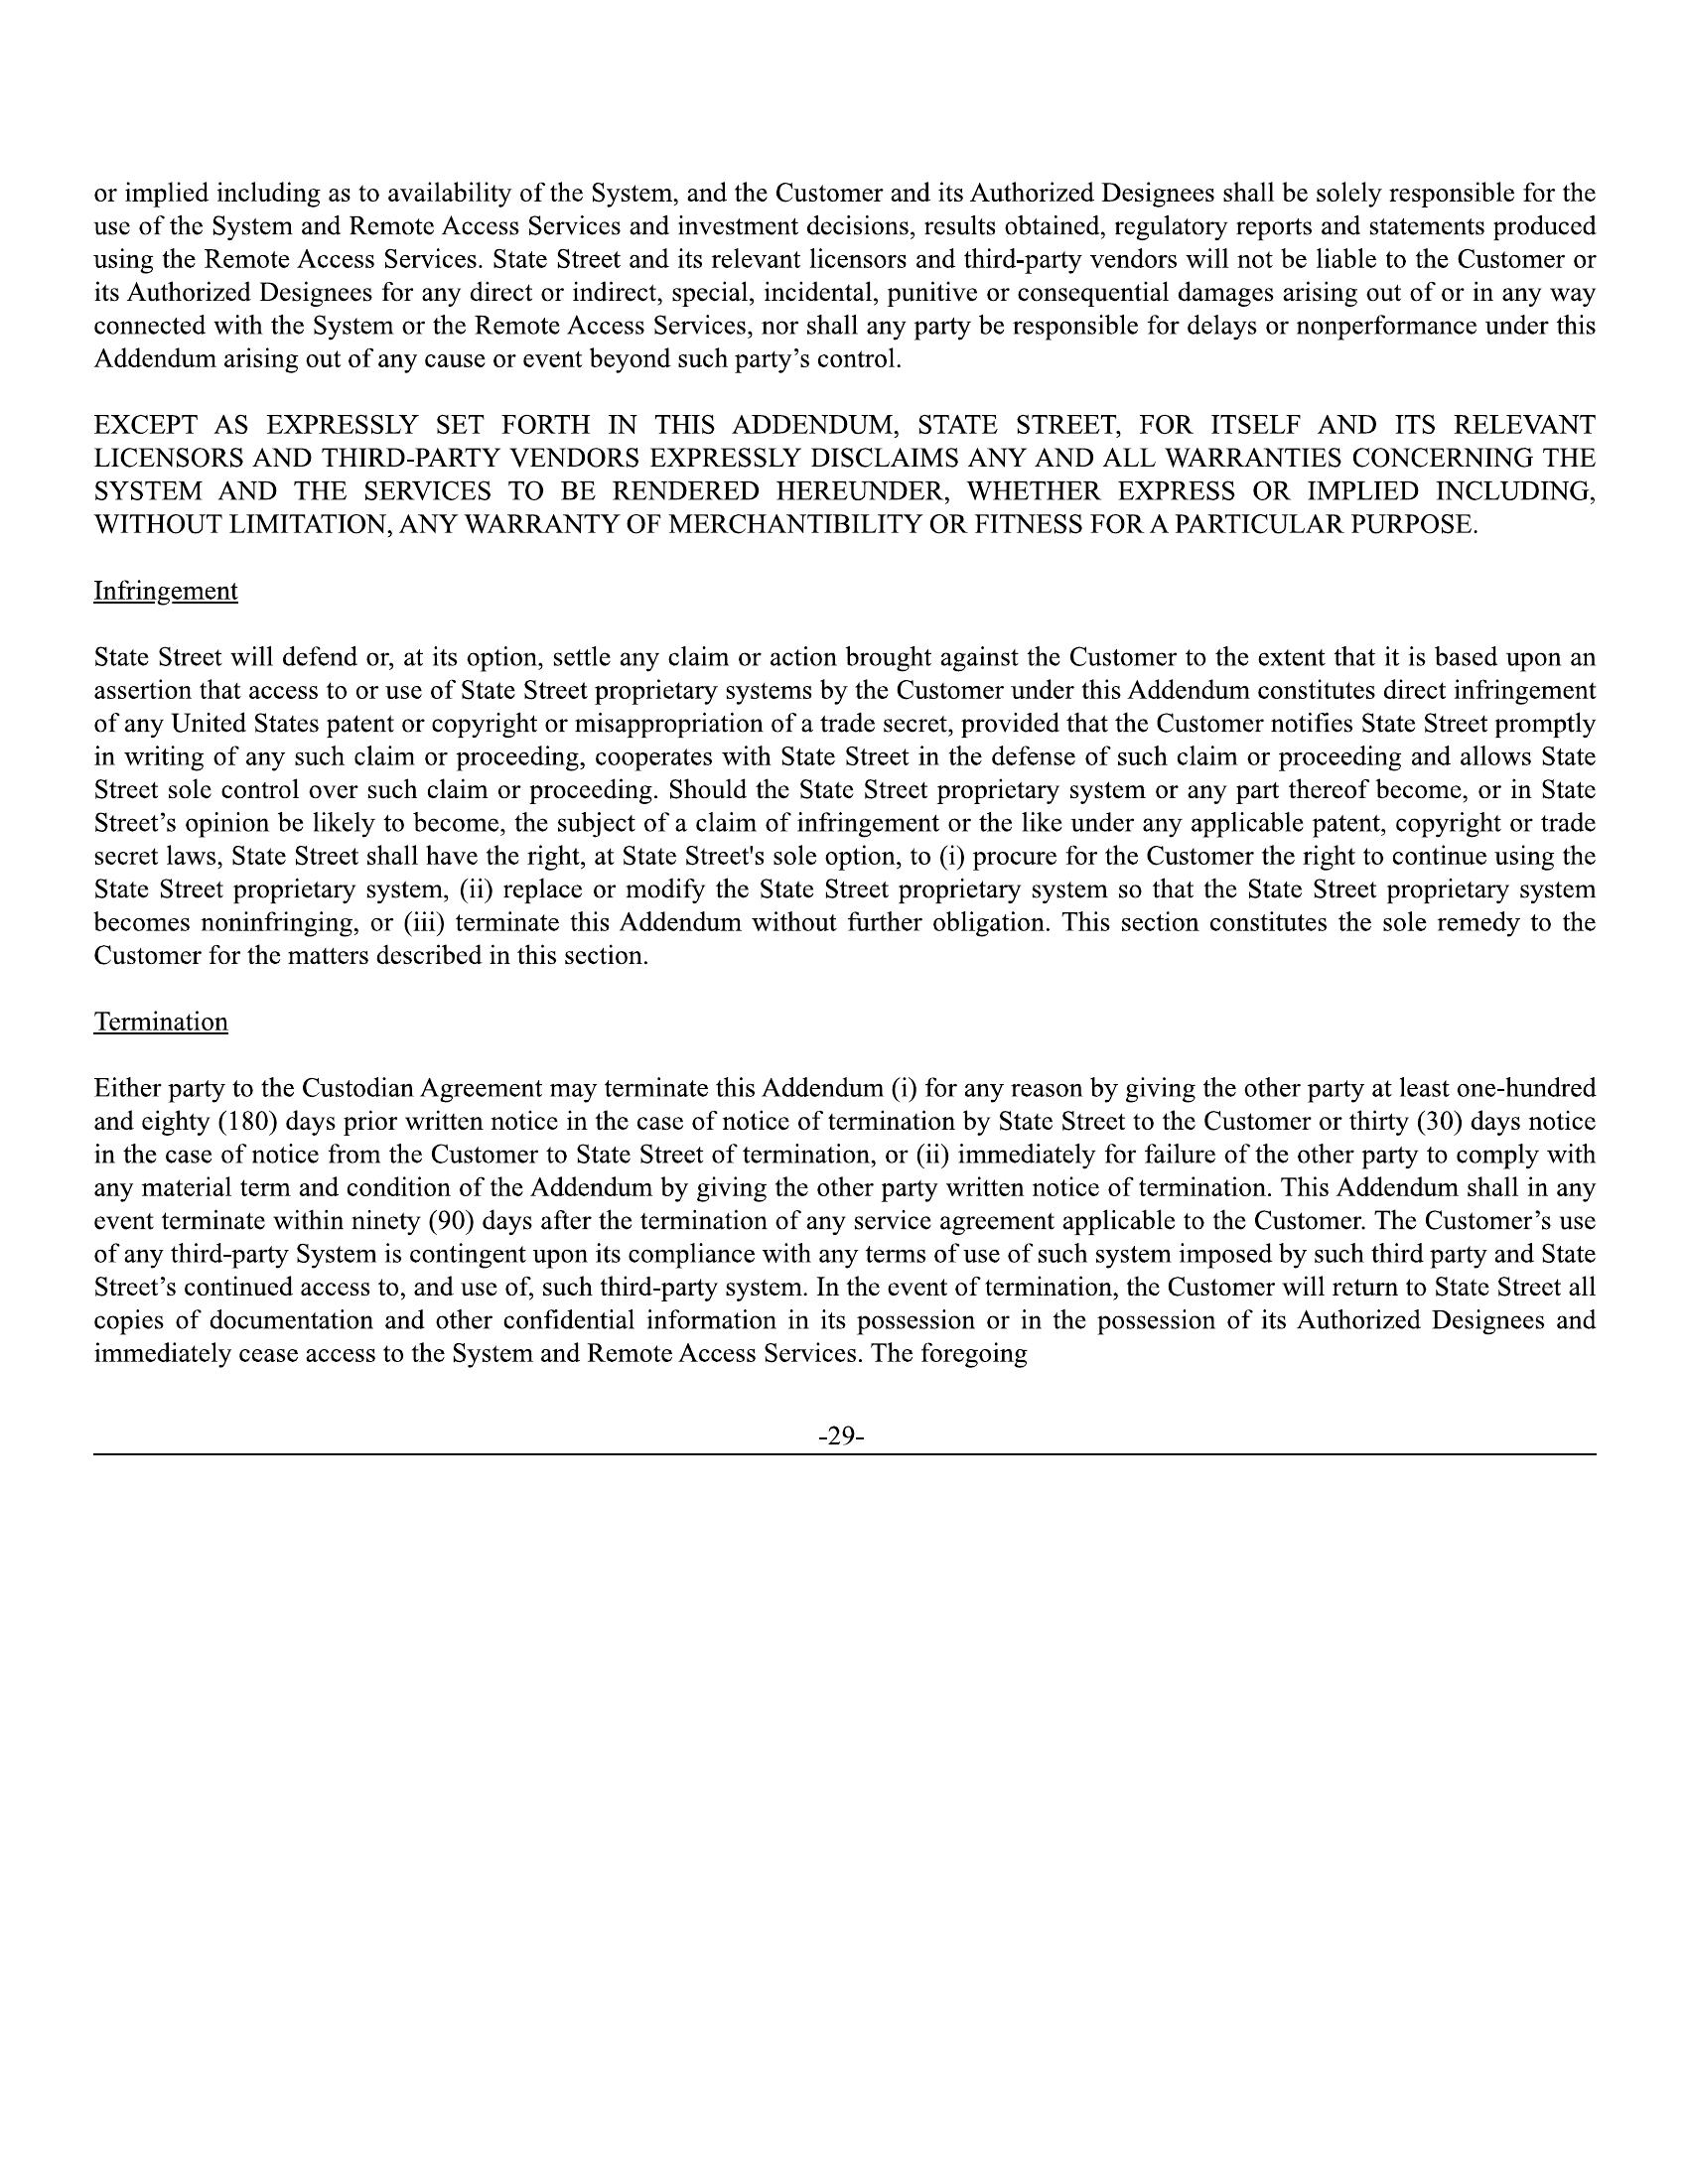 or implied including as to availability of the System, and the Customer and its Authorized Designees shall be solely responsible for the
use of the System and Remote Access Services and investment decisions, results obtained, regulatory reports and statements produced
using the Remote Access Services. State Street and its relevant licensors and third-party vendors will not be liable to the Customer or
its Authorized Designees for any direct or indirect, special, incidental, punitive or consequential damages arising out of or in any way
connected with the System or the Remote Access Services, nor shall any party be responsible for delays or nonperformance under this
Addendum arising out of any cause or event beyond such party’s control.
EXCEPT AS EXPRESSLY SET FORTH IN THIS ADDENDUM, STATE STREET, FOR ITSELF AND ITS RELEVANT
LICENSORS AND THIRD-PARTY VENDORS EXPRESSLY DISCLAIMS ANY AND ALL WARRANTIES CONCERNING THE
SYSTEM AND THE SERVICES TO BE RENDERED HEREUNDER, WHETHER EXPRESS OR IMPLIED INCLUDING,
WITHOUT LIMITATION, ANY WARRANTY OF MERCHANTIBILITY OR FITNESS FOR A PARTICULAR PURPOSE.
Infringement
State Street will defend or, at its option, settle any claim or action brought against the Customer to the extent that it is based upon an
assertion that access to or use of State Street proprietary systems by the Customer under this Addendum constitutes direct infringement
of any United States patent or copyright or misappropriation of a trade secret, provided that the Customer notifies State Street promptly
in writing of any such claim or proceeding, cooperates with State Street in the defense of such claim or proceeding and allows State
Street sole control over such claim or proceeding. Should the State Street proprietary system or any part thereof become, or in State
Street’s opinion be likely to become, the subject of a claim of infringement or the like under any applicable patent, copyright or trade
secret laws, State Street shall have the right, at State Street's sole option, to (i) procure for the Customer the right to continue using the
State Street proprietary system, (ii) replace or modify the State Street proprietary system so that the State Street proprietary system
becomes noninfringing, or (iii) terminate this Addendum without further obligation. This section constitutes the sole remedy to the
Customer for the matters described in this section.
Termination
Either party to the Custodian Agreement may terminate this Addendum (i) for any reason by giving the other party at least one-hundred
and eighty (180) days prior written notice in the case of notice of termination by State Street to the Customer or thirty (30) days notice
in the case of notice from the Customer to State Street of termination, or (ii) immediately for failure of the other party to comply with
any material term and condition of the Addendum by giving the other party written notice of termination. This Addendum shall in any
event terminate within ninety (90) days after the termination of any service agreement applicable to the Customer. The Customer’s use
of any third-party System is contingent upon its compliance with any terms of use of such system imposed by such third party and State
Street’s continued access to, and use of, such third-party system. In the event of termination, the Customer will return to State Street all
copies of documentation and other confidential information in its possession or in the possession of its Authorized Designees and
immediately cease access to the System and Remote Access Services. The foregoing
-29-